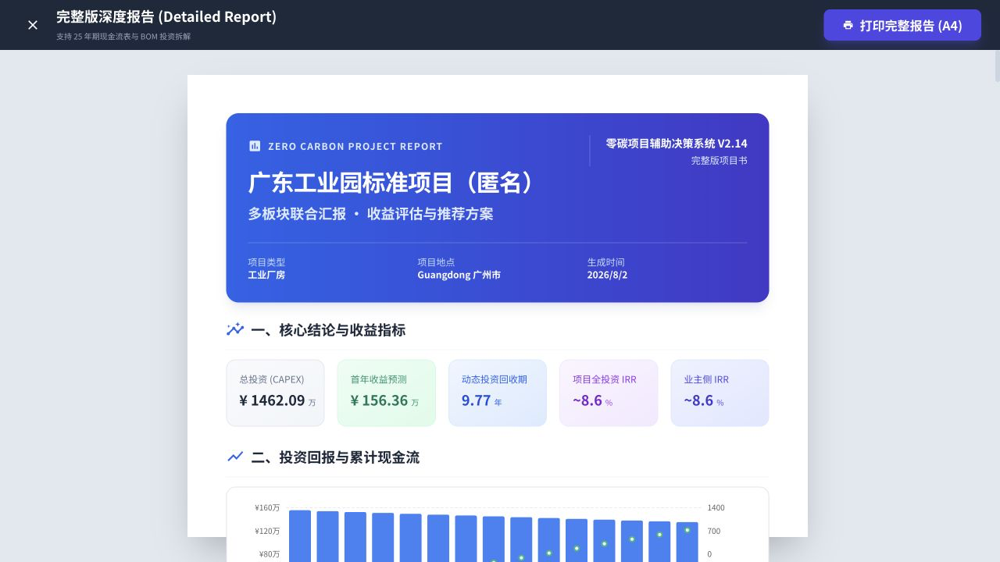 完整版深度报告 (Detailed Report)
支持 25 年期现金流表与 BOM 投资拆解
打印完整报告 (A4)
ZERO CARBON PROJECT REPORT
零碳项目辅助决策系统 V2.14
完整版项目书
广东工业园标准项目（匿名）
多板块联合汇报 · 收益评估与推荐方案
项目类型
工业厂房
项目地点
Guangdong 广州市
生成时间
2026/8/2
一、核心结论与收益指标
总投资 (CAPEX)
¥ 1462.09 万
首年收益预测
¥ 156.36 万
动态投资回收期
9.77 年
项目全投资 IRR
~8.6 %
业主侧 IRR
~8.6 %
二、投资回报与累计现金流
¥160万
1400
¥120万
700
¥80万
0